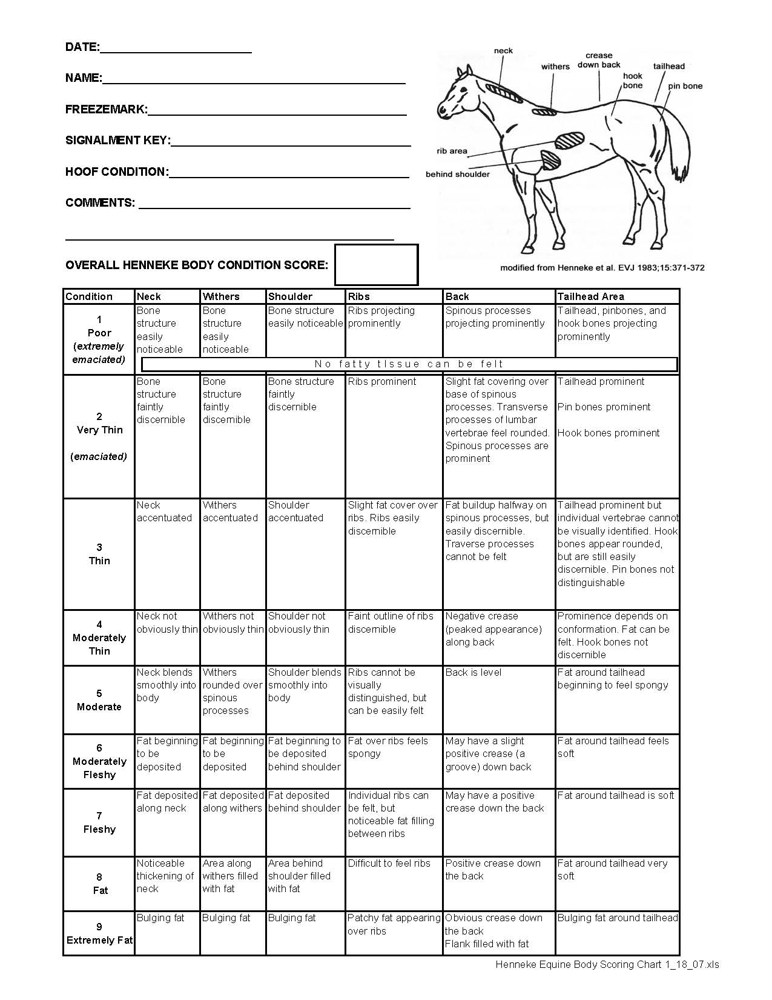 DATE:
NAME:
FREEZEMARK:
SIGNALMENT KEY:
HOOF CONDITION:
COMMENTS:
OVERALL HENNEKE BODY CONDITION SCORE:
neck
withers
crease
down back
hook
bone
tailhead
pin bone
rib area
behind shoulder
modified from Henneke et al. EVJ 1983;15:371-372
Condition Neck Withers Shoulder Ribs Back Tailhead Area
1
Poor
(extremely
emaciated)
Bone
structure
easily
noticeable
Bone
structure
easily
noticeable
Bone structure
easily noticeable
Ribs projecting
prominently
Spinous processes
projecting prominently
Tailhead, pinbones, and
hook bones projecting
prominently
No fatty tissue can be felt
2
Very Thin
(emaciated)
Bone
structure
faintly
discernible
Bone
structure
faintly
discernible
Bone structure
faintly
discernible
Ribs prominent
Slight fat covering over
base of spinous
processes. Transverse
processes of lumbar
vertebrae feel rounded.
Spinous processes are
prominent
Tailhead prominent
Pin bones prominent
Hook bones prominent
3
Thin
Neck
accentuated
Withers
accentuated
Shoulder
accentuated
Slight fat cover over
ribs. Ribs easily
discernible
Fat buildup halfway on
spinous processes, but
easily discernible.
Traverse processes
cannot be felt
Tailhead prominent but
individual vertebrae cannot
be visually identified. Hook
bones appear rounded,
but are still easily
discernible. Pin bones not
distinguishable
4
Moderately
Thin
Neck not
obviously thin
Withers not
obviously thin
Shoulder not
obviously thin
Faint outline of ribs
discernible
Negative crease
(peaked appearance)
along back
Prominence depends on
conformation. Fat can be
felt. Hook bones not
discernible
5
Moderate
Neck blends
smoothly into
body
Withers
rounded over
spinous
processes
Shoulder blends
smoothly into
body
Ribs cannot be
visually
distinguished, but
can be easily felt
Back is level
Fat around tailhead
beginning to feel spongy
6
Moderately
Fleshy
Fat beginning
to be
deposited
Fat beginning
to be
deposited
Fat beginning to
be deposited
behind shoulder
Fat over ribs feels
spongy
May have a slight
positive crease (a
groove) down back
Fat around tailhead feels
soft
7
Fleshy
Fat deposited
along neck
Fat deposited
along withers
Fat deposited
behind shoulder
Individual ribs can
be felt, but
noticeable fat filling
between ribs
May have a positive
crease down the back
Fat around tailhead is soft
8
Fat
Noticeable
thickening of
neck
Area along
withers filled
with fat
Area behind
shoulder filled
with fat
Difficult to feel ribs
Positive crease down
the back
Fat around tailhead very
soft
9
Extremely Fat
Bulging fat
Bulging fat
Bulging fat
Patchy fat appearing
over ribs
Obvious crease down
the back
Flank filled with fat
Bulging fat around tailhead
Henneke Equine Body Scoring Chart 1_18_07.xls